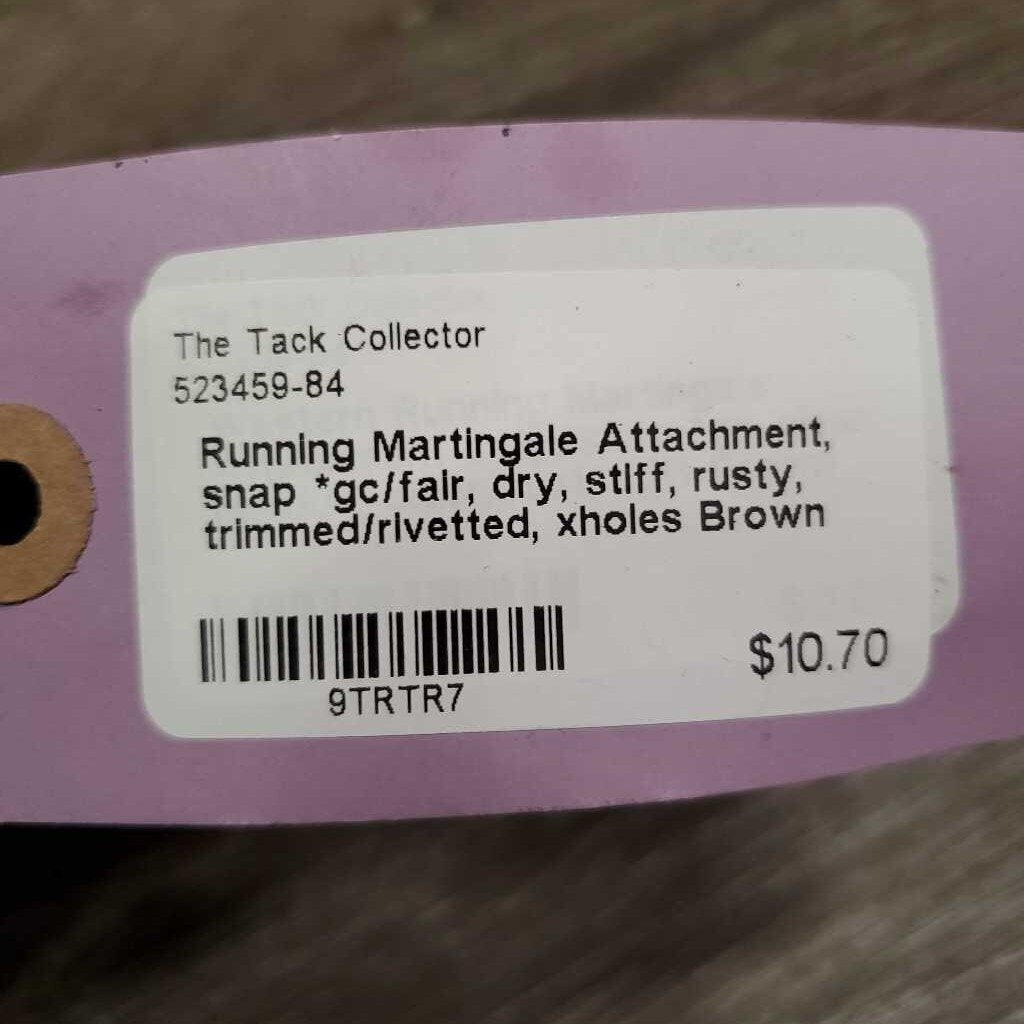 The Tack Collector
523459-84
Running Martingale Attachment,
snap *gc/fair, dry, stiff, rusty,
trimmed/rivetted, xholes Brown
9TRTR7
$10.70